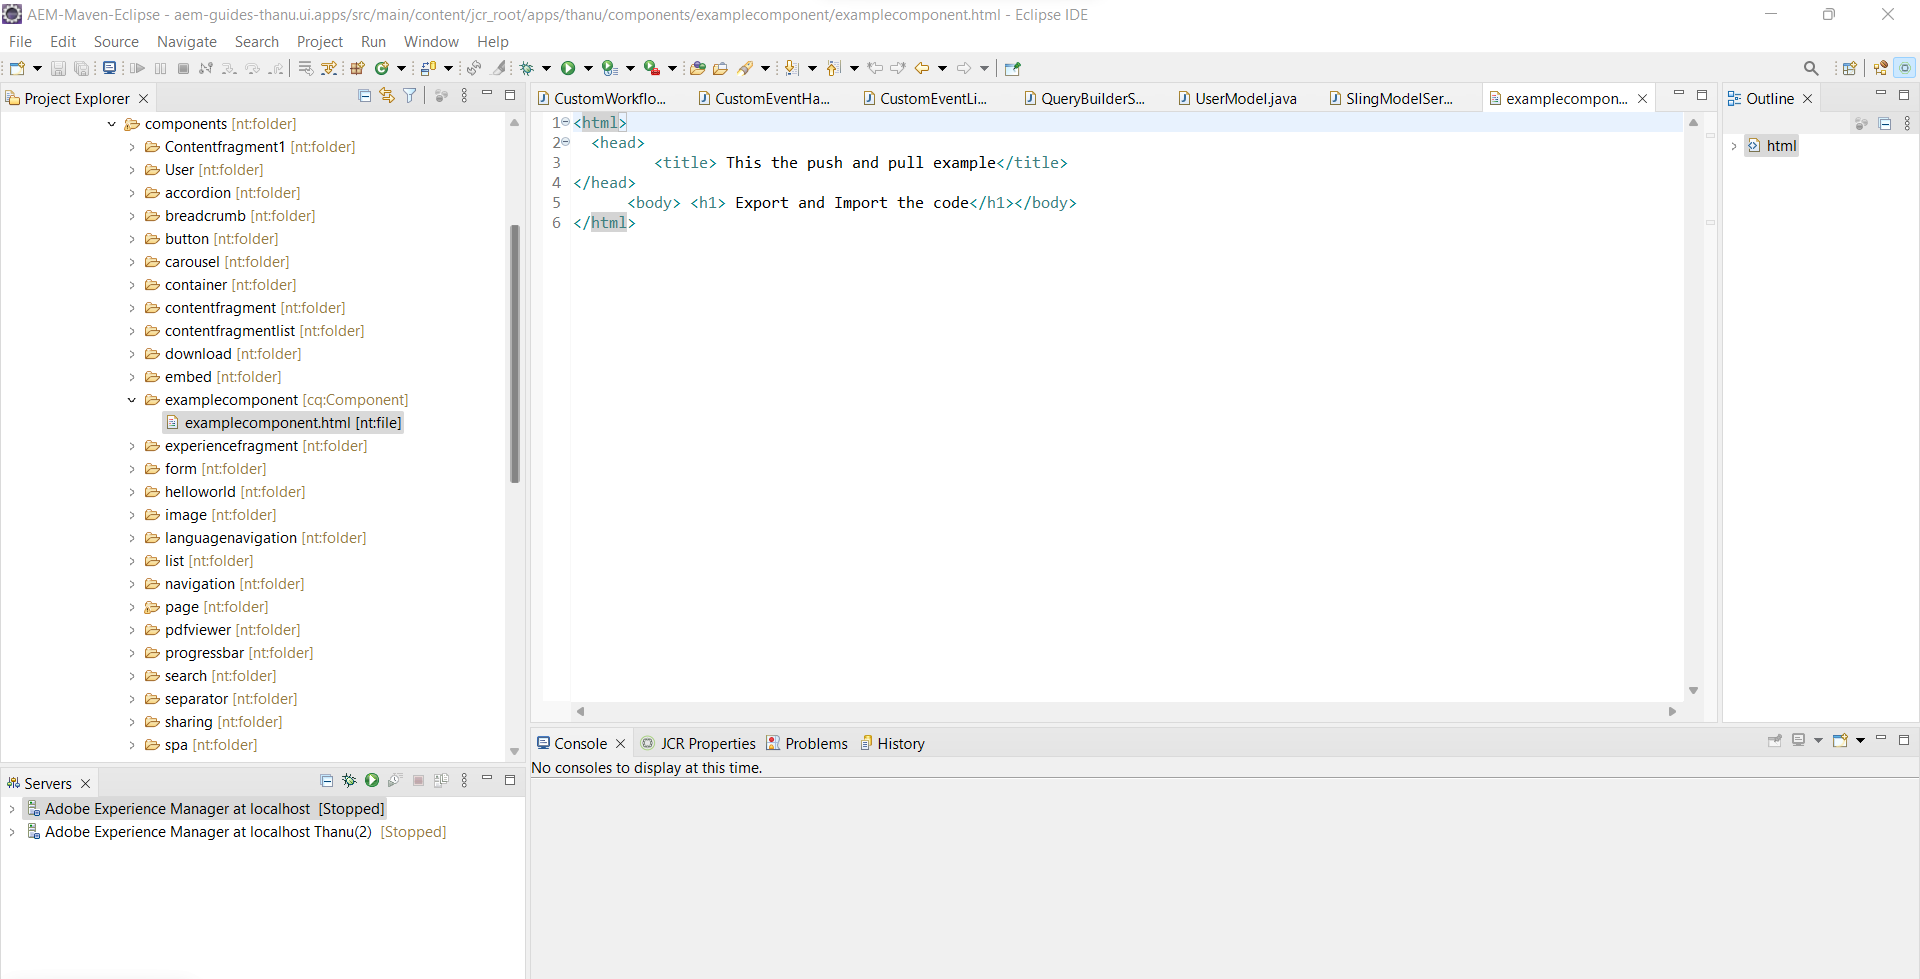 AEM-Maven-Eclipse - aem-guides-thanu.ui.apps/src/main/content/jcr_root/apps/thanu/components/examplecomponent/examplecomponent.html - Eclipse IDE
File Edit Source Navigate Search Project Run Window Help
Project Explorer
components [nt:folder]
Contentfragment1 [nt:folder]
User [nt:folder]
accordion [nt:folder]
breadcrumb [nt:folder]
button [nt:folder]
carousel [nt:folder]
container [nt:folder]
contentfragment [nt:folder]
contentfragmentlist [nt:folder]
download [nt:folder]
embed [nt:folder]
examplecomponent [cq:Component]
examplecomponent.html [nt:file]
experiencefragment [nt:folder]
form [nt:folder]
helloworld [nt:folder]
image [nt:folder]
languagenavigation [nt:folder]
list [nt:folder]
navigation [nt:folder]
page [nt:folder]
pdfviewer [nt:folder]
progressbar [nt:folder]
search [nt:folder]
separator [nt:folder]
sharing [nt:folder]
spa [nt:folder]
Servers
Adobe Experience Manager at localhost [Stopped]
Adobe Experience Manager at localhost Thanu(2) [Stopped]
CustomWorkflo... CustomEventHa... CustomEventLi... QueryBuilderS... UserModel.java SlingModelSer... examplecompon...
1 <html>
2 <head>
3 <title> This the push and pull example</title>
4 </head>
5 <body> <h1> Export and Import the code</h1></body>
6 </html>
Outline
html
Console JCR Properties Problems History
No consoles to display at this time.